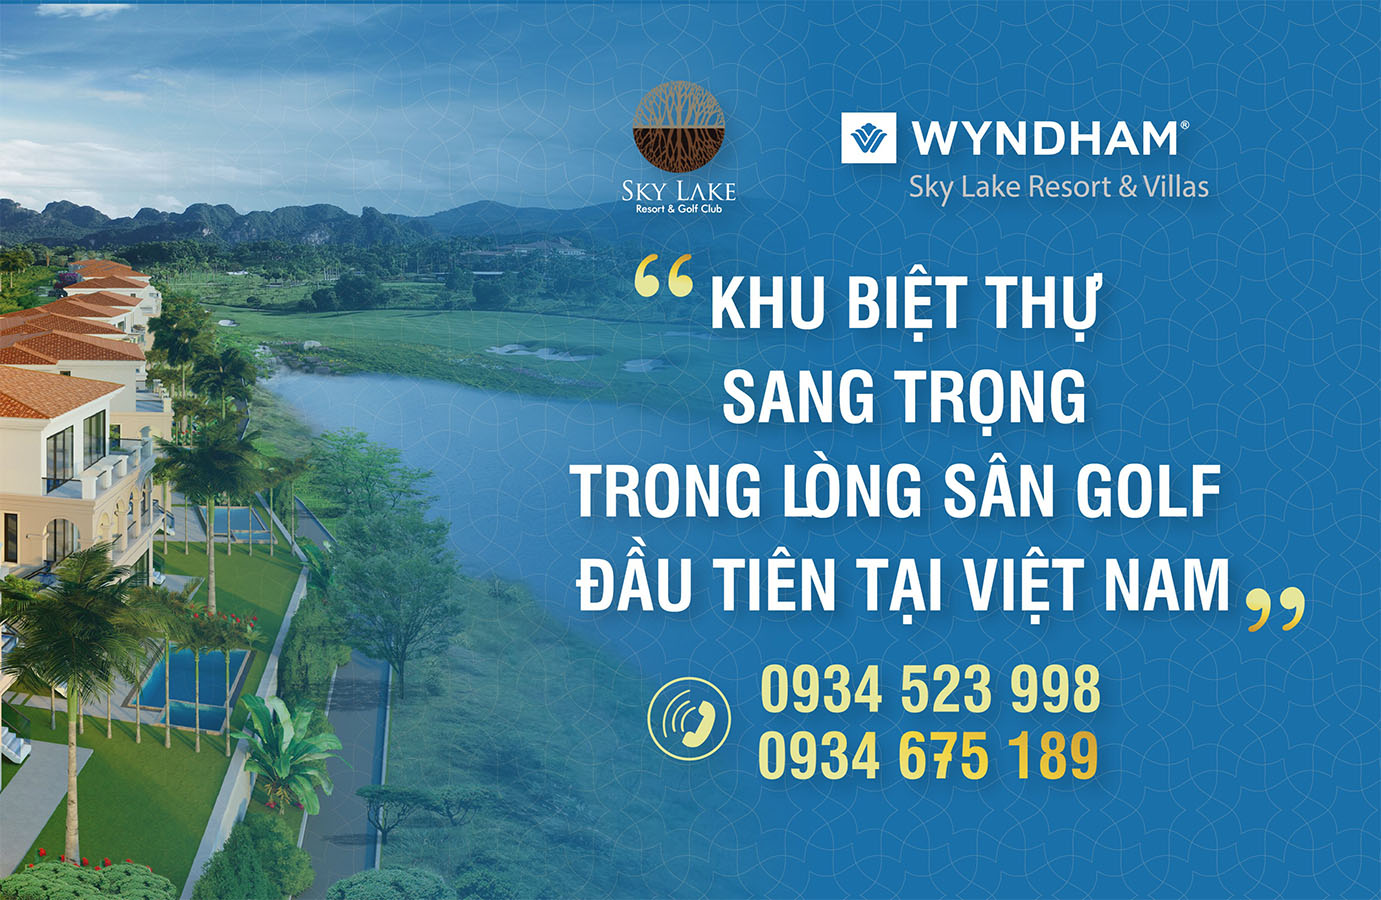 SKY LAKE
Resort & Golf Club
WYNDHAM®
Sky Lake Resort & Villas
“ KHU BIỆT THỰ
SANG TRỌNG
TRONG LÒNG SÂN GOLF
ĐẦU TIÊN TẠI VIỆT NAM ”
0934 523 998
0934 675 189